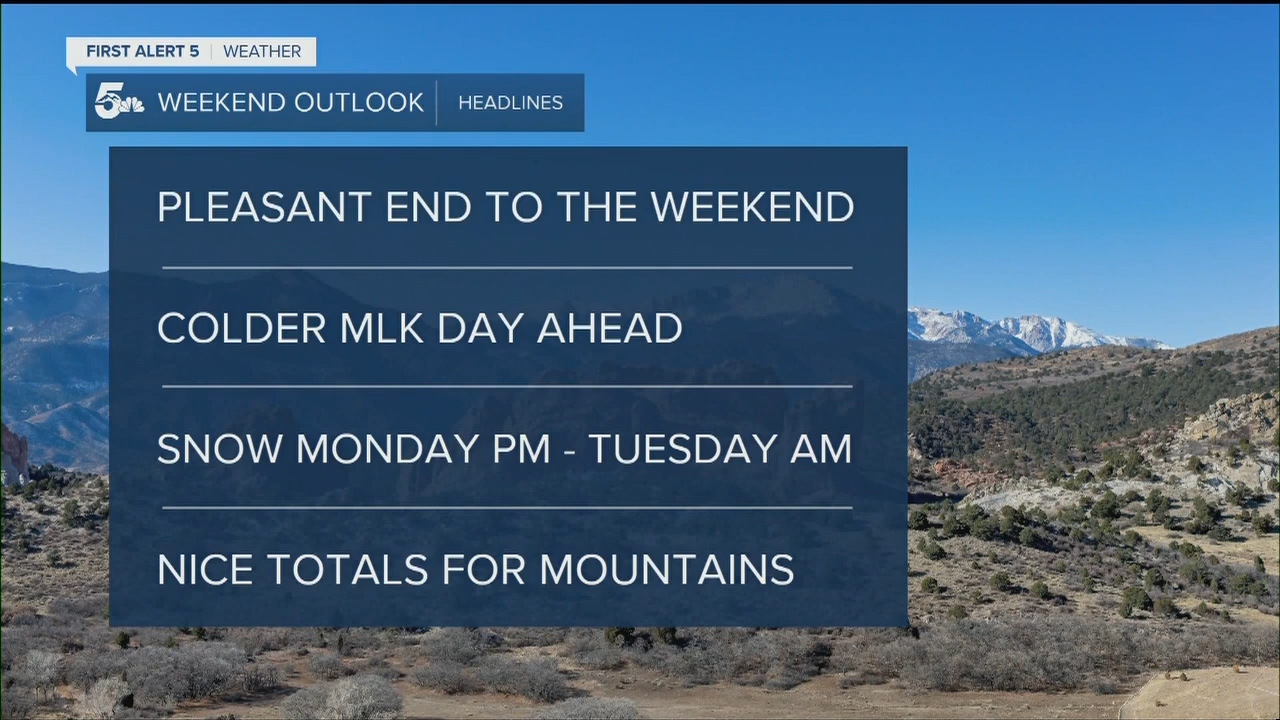 FIRST ALERT 5 | WEATHER
5 WEEKEND OUTLOOK | HEADLINES
PLEASANT END TO THE WEEKEND
COLDER MLK DAY AHEAD
SNOW MONDAY PM - TUESDAY AM
NICE TOTALS FOR MOUNTAINS